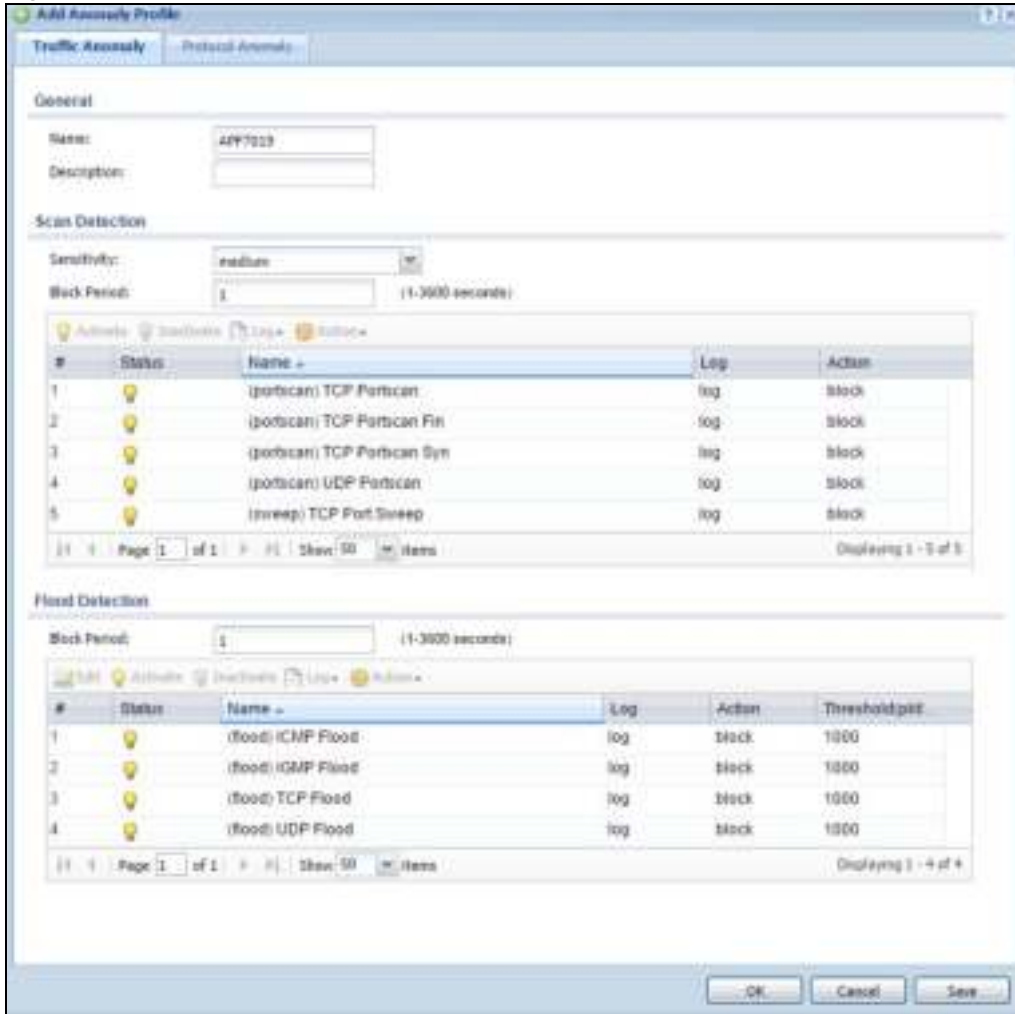 Add Anomaly Profile
Traffic Anomaly Protocol Anomaly
General
Name: APF7019
Description:
Scan Detection
Sensitivity: medium
Block Period: 1 (1-3600 seconds)
Activate Inactivate Log Action
# Status Name Log Action
1 (portscan) TCP Portscan log block
2 (portscan) TCP Portscan Fin log block
3 (portscan) TCP Portscan Syn log block
4 (portscan) UDP Portscan log block
5 (sweep) TCP Port Sweep log block
Page 1 of 1 Show 50 items Displaying 1 - 5 of 5
Flood Detection
Block Period: 1 (1-3600 seconds)
Edit Activate Inactivate Log Action
# Status Name Log Action
1 (flood) ICMP Flood log block 1000
2 (flood) IGMP Flood log block 1000
3 (flood) TCP Flood log block 1000
4 (flood) UDP Flood log block 1000
Page 1 of 1 Show 50 items Displaying 1 - 4 of 4
OK Cancel Save